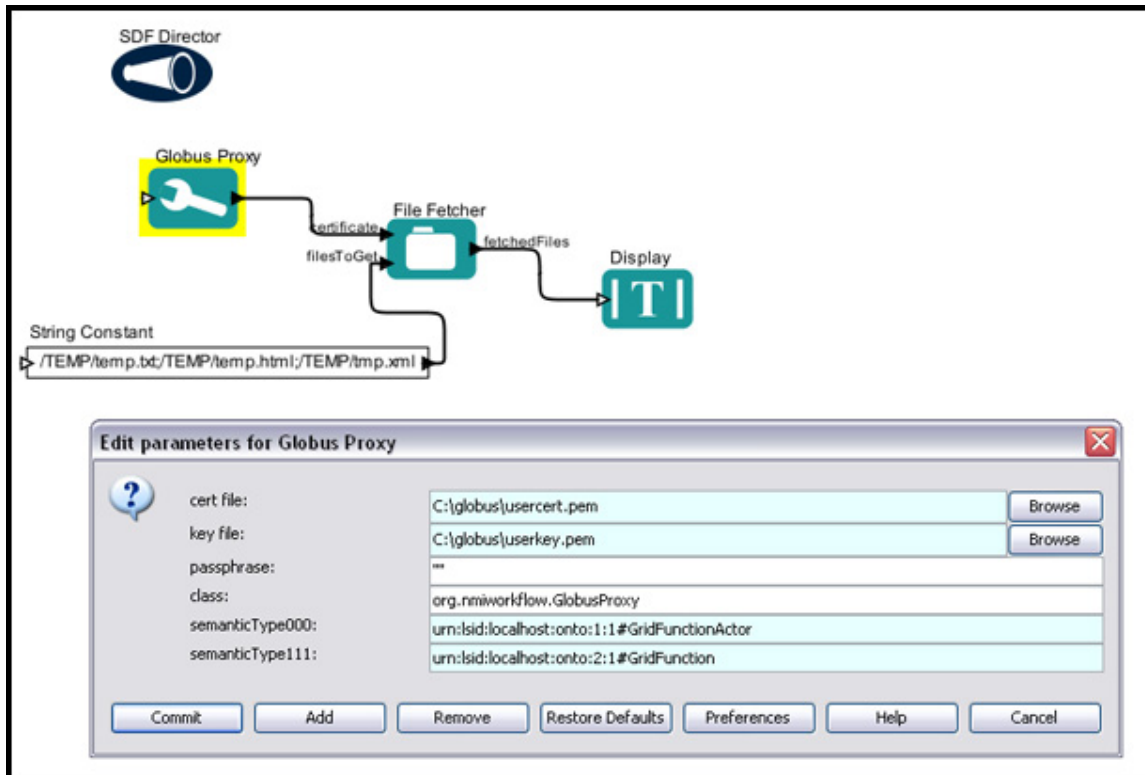 SDF Director
Globus Proxy
File Fetcher
certificate
fetchedFiles
filesToGet
Display
T
String Constant
/TEMP/temp.txt;/TEMP/temp.html;/TEMP/tmp.xml
Edit parameters for Globus Proxy
?
cert file: C:\globus\usercert.pem Browse
key file: C:\globus\userkey.pem Browse
passphrase: ""
class: org.nmiworkflow.GlobusProxy
semanticType000: urn:lsid:localhost:onto:1:1#GridFunctionActor
semanticType111: urn:lsid:localhost:onto:2:1#GridFunction
Commit Add Remove Restore Defaults Preferences Help Cancel